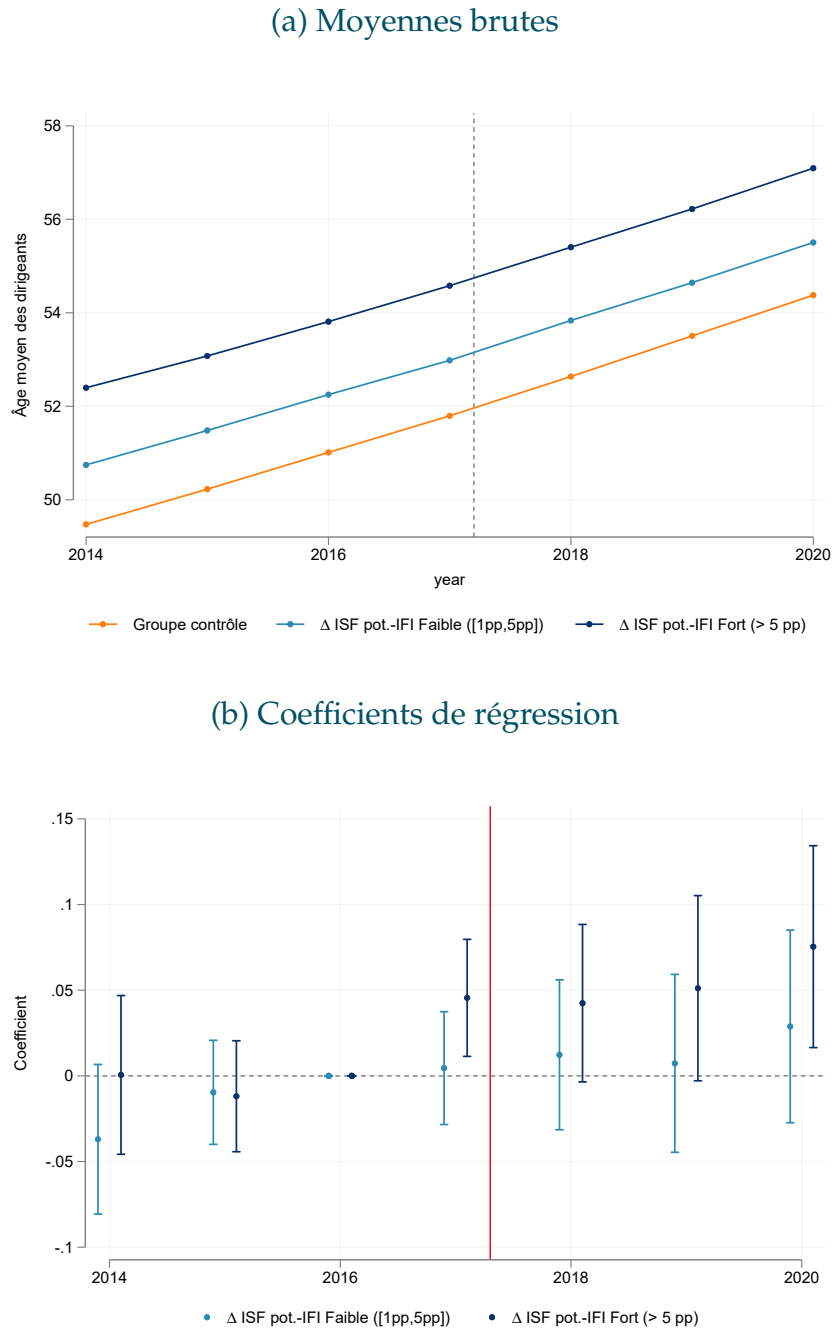 (a) Moyennes brutes
58
56
54
52
50
Âge moyen des dirigeants
2014
2016
2018
2020
year
Groupe contrôle
Δ ISF pot.-IFI Faible ([1pp,5pp])
Δ ISF pot.-IFI Fort (> 5 pp)
(b) Coefficients de régression
.15
.1
.05
0
-.05
-.1
Coefficient
2014
2016
2018
2020
Δ ISF pot.-IFI Faible ([1pp,5pp])
Δ ISF pot.-IFI Fort (> 5 pp)